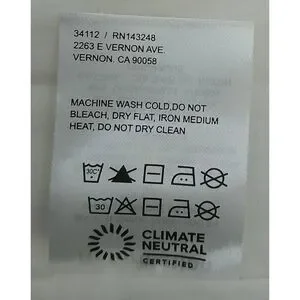 34112 / RN143248
2263 E VERNON AVE.
VERNON. CA 90058
MACHINE WASH COLD,DO NOT
BLEACH, DRY FLAT, IRON MEDIUM
HEAT, DO NOT DRY CLEAN
30C°
30
CLIMATE
NEUTRAL
CERTIFIED